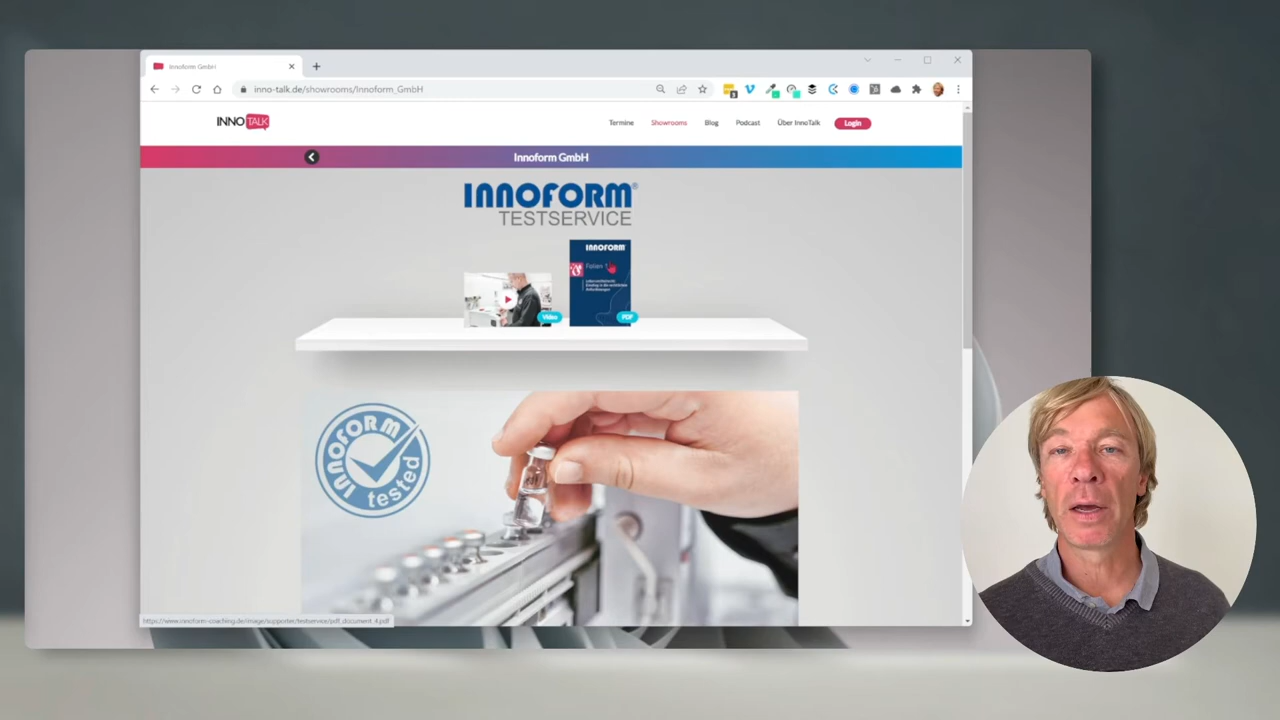 Innoform GmbH
inno-talk.de/showrooms/Innoform_GmbH
INNO TALK
Termine
Showrooms
Blog
Podcast
Über InnoTalk
Login
Innoform GmbH
INNOFORM®
TESTSERVICE
INNOFORM
Folien
Video
PDF
INNOFORM
tested